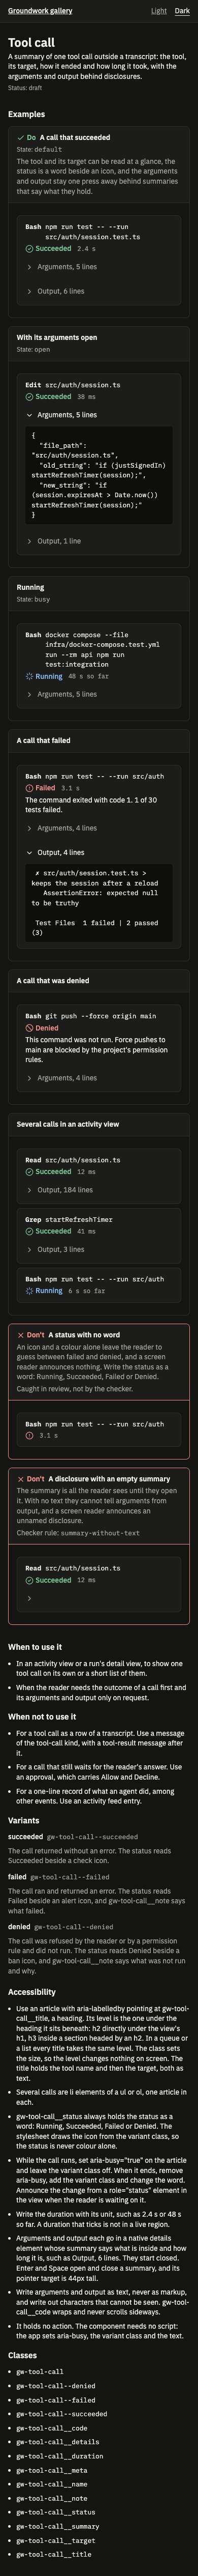 Groundwork gallery
Light Dark
Tool call
A summary of one tool call outside a transcript: the tool,
its target, how it ended and how long it took, with the
arguments and output behind disclosures.
Status: draft
Examples
Do A call that succeeded
State: default
The tool and its target can be read at a glance, the
status is a word beside an icon, and the arguments
and output stay one press away behind summaries
that say what they hold.
Bash npm run test -- --run
src/auth/session.test.ts
Succeeded 2.4 s
Arguments, 5 lines
Output, 6 lines
With its arguments open
State: open
Edit src/auth/session.ts
Succeeded 38 ms
Arguments, 5 lines
{
"file_path":
"src/auth/session.ts",
"old_string": "if (justSignedIn)
startRefreshTimer(session);",
"new_string": "if
(session.expiresAt > Date.now())
startRefreshTimer(session);"
}
Output, 1 line
Running
State: busy
Bash docker compose --file
infra/docker-compose.test.yml
run --rm api npm run
test:integration
Running 48 s so far
Arguments, 5 lines
A call that failed
Bash npm run test -- --run src/auth
Failed 3.1 s
The command exited with code 1. 1 of 30
tests failed.
Arguments, 4 lines
Output, 4 lines
✗ src/auth/session.test.ts >
keeps the session after a reload
AssertionError: expected null
to be truthy
Test Files 1 failed | 2 passed
(3)
A call that was denied
Bash git push --force origin main
Denied
This command was not run. Force pushes to
main are blocked by the project's permission
rules.
Arguments, 4 lines
Several calls in an activity view
Read src/auth/session.ts
Succeeded 12 ms
Output, 184 lines
Grep startRefreshTimer
Succeeded 41 ms
Output, 3 lines
Bash npm run test -- --run src/auth
Running 6 s so far
Don't A status with no word
An icon and a colour alone leave the reader to
guess between failed and denied, and a screen
reader announces nothing. Write the status as a
word: Running, Succeeded, Failed or Denied.
Caught in review, not by the checker.
Bash npm run test -- --run src/auth
3.1 s
Don't A disclosure with an empty summary
The summary is all the reader sees until they open
it. With no text they cannot tell arguments from
output, and a screen reader announces an
unnamed disclosure.
Checker rule: summary-without-text
Read src/auth/session.ts
Succeeded 12 ms
When to use it
In an activity view or a run's detail view, to show one
tool call on its own or a short list of them.
When the reader needs the outcome of a call first and
its arguments and output only on request.
When not to use it
For a tool call as a row of a transcript. Use a message
of the tool-call kind, with a tool-result message after
it.
For a call that still waits for the reader's answer. Use
an approval, which carries Allow and Decline.
For a one-line record of what an agent did, among
other events. Use an activity feed entry.
Variants
succeeded gw-tool-call--succeeded
The call returned without an error. The status reads
Succeeded beside a check icon.
failed gw-tool-call--failed
The call ran and returned an error. The status reads
Failed beside an alert icon, and gw-tool-call__note says
what failed.
denied gw-tool-call--denied
The call was refused by the reader or by a permission
rule and did not run. The status reads Denied beside a
ban icon, and gw-tool-call__note says what was not run
and why.
Accessibility
Use an article with aria-labelledby pointing at gw-tool-
call__title, a heading. Its level is the one under the
heading it sits beneath: h2 directly under the view's
h1, h3 inside a section headed by an h2. In a queue or
a list every title takes the same level. The class sets
the size, so the level changes nothing on screen. The
title holds the tool name and then the target, both as
text.
Several calls are li elements of a ul or ol, one article in
each.
gw-tool-call__status always holds the status as a
word: Running, Succeeded, Failed or Denied. The
stylesheet draws the icon from the variant class, so
the status is never colour alone.
While the call runs, set aria-busy="true" on the article
and leave the variant class off. When it ends, remove
aria-busy, add the variant class and change the word.
Announce the change from a role="status" element in
the view when the reader is waiting on it.
Write the duration with its unit, such as 2.4 s or 48 s
so far. A duration that ticks is not in a live region.
Arguments and output each go in a native details
element whose summary says what is inside and how
long it is, such as Output, 6 lines. They start closed.
Enter and Space open and close a summary, and its
pointer target is 44px tall.
Write arguments and output as text, never as markup,
and write out characters that cannot be seen. gw-tool-
call__code wraps and never scrolls sideways.
It holds no action. The component needs no script:
the app sets aria-busy, the variant class and the text.
Classes
gw-tool-call
gw-tool-call--denied
gw-tool-call--failed
gw-tool-call--succeeded
gw-tool-call__code
gw-tool-call__details
gw-tool-call__duration
gw-tool-call__meta
gw-tool-call__name
gw-tool-call__note
gw-tool-call__status
gw-tool-call__summary
gw-tool-call__target
gw-tool-call__title